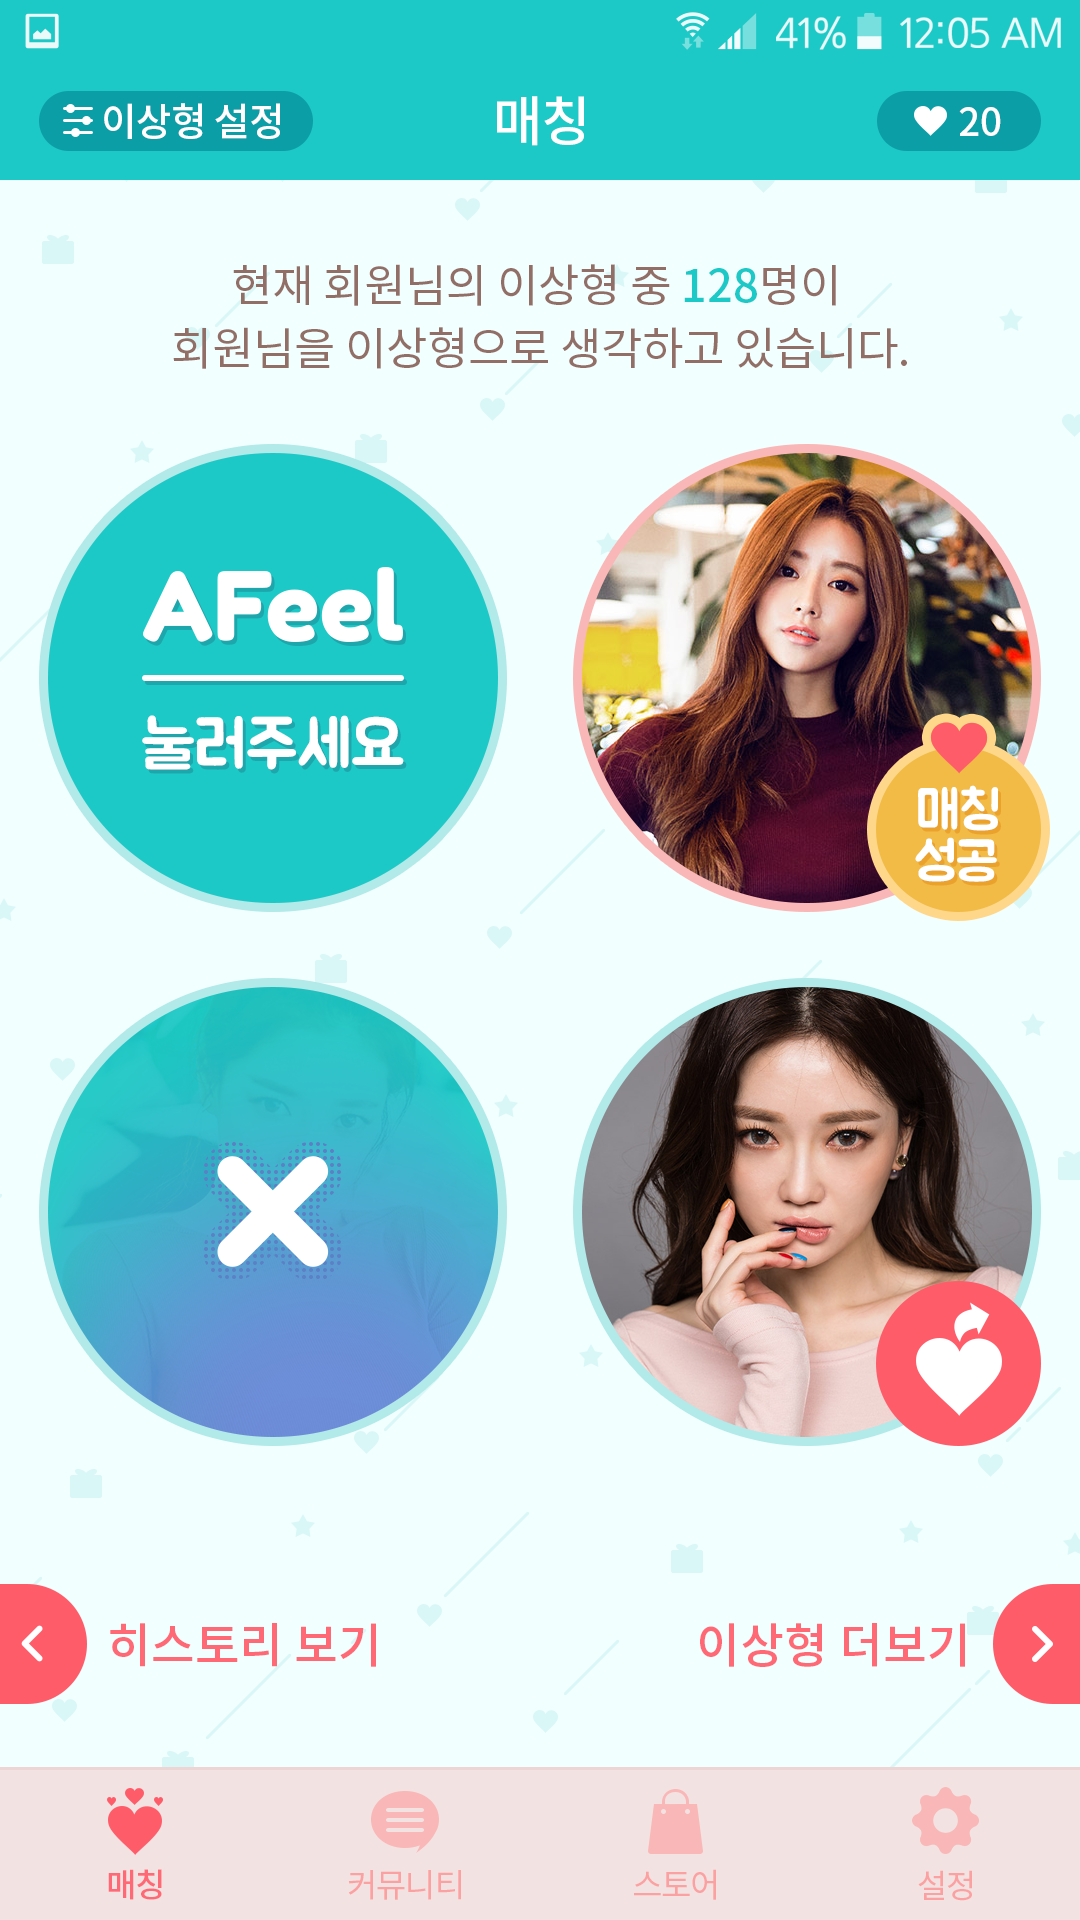 41% 12:05 AM
이상형 설정 매칭 20
현재 회원님의 이상형 중 128명이
회원님을 이상형으로 생각하고 있습니다.
AFeel
눌러주세요
매칭
성공
히스토리 보기 이상형 더보기
매칭 커뮤니티 스토어 설정